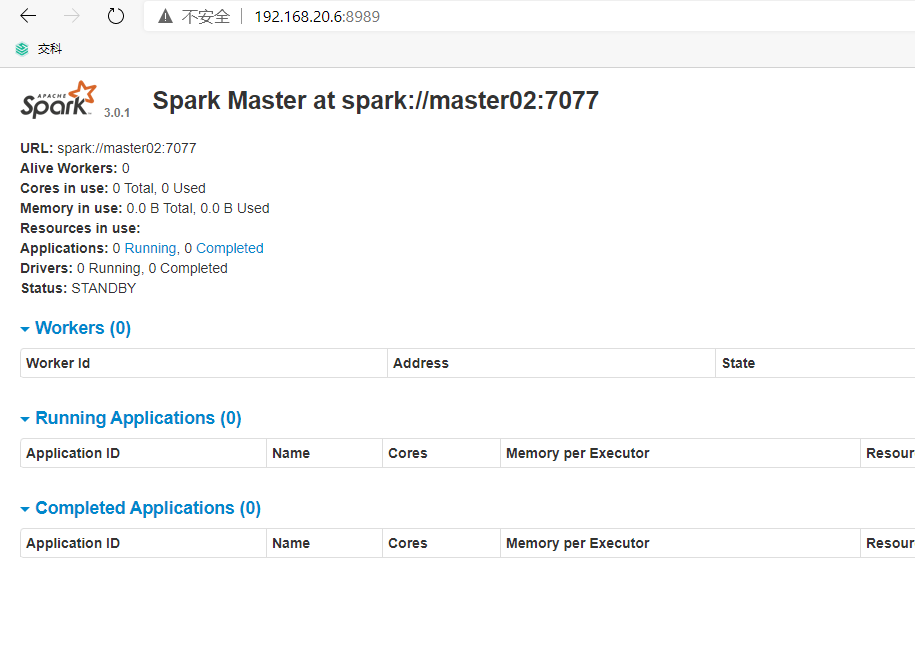 不安全 192.168.20.6:8989
交科
APACHE Spark 3.0.1 Spark Master at spark://master02:7077
URL: spark://master02:7077
Alive Workers: 0
Cores in use: 0 Total, 0 Used
Memory in use: 0.0 B Total, 0.0 B Used
Resources in use:
Applications: 0 Running, 0 Completed
Drivers: 0 Running, 0 Completed
Status: STANDBY
Workers (0)
Worker Id Address State
Running Applications (0)
Application ID Name Cores Memory per Executor Resour
Completed Applications (0)
Application ID Name Cores Memory per Executor Resour